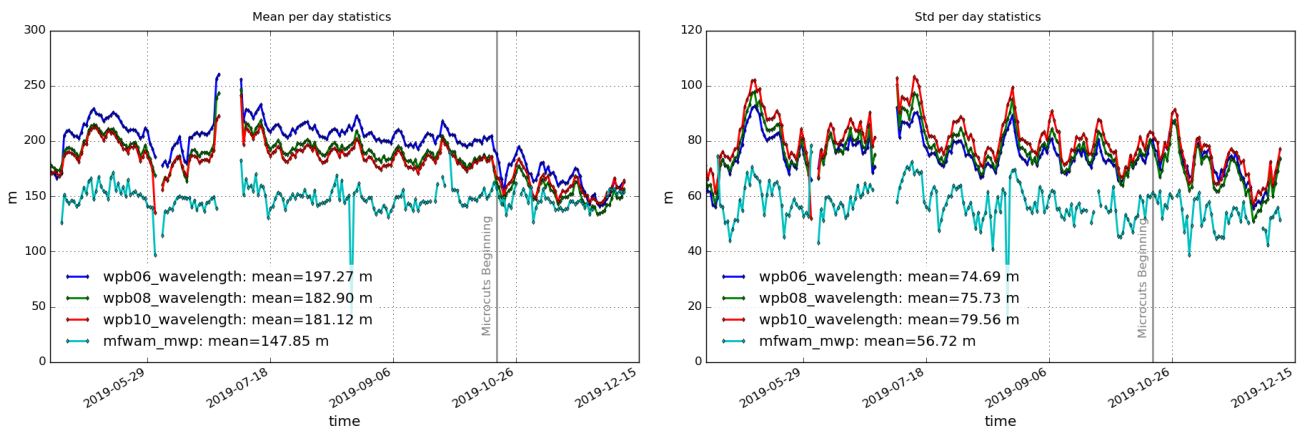 Mean per day statistics
300
250
200
150
100
50
0
m
2019-05-29
2019-07-18
2019-09-06
2019-10-26
2019-12-15
time
Microcuts Beginning
wpb06_wavelength: mean=197.27 m
wpb08_wavelength: mean=182.90 m
wpb10_wavelength: mean=181.12 m
mfwam_mwp: mean=147.85 m
Std per day statistics
120
100
80
60
40
20
0
m
2019-05-29
2019-07-18
2019-09-06
2019-10-26
2019-12-15
time
Microcuts Beginning
wpb06_wavelength: mean=74.69 m
wpb08_wavelength: mean=75.73 m
wpb10_wavelength: mean=79.56 m
mfwam_mwp: mean=56.72 m